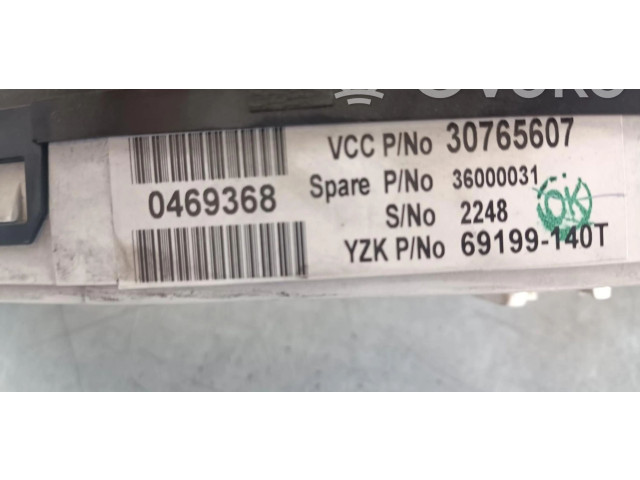 VCC P/No 30765607
Spare P/No 36000031
S/No 2248
YZK P/No 69199-140T
0469368
OK